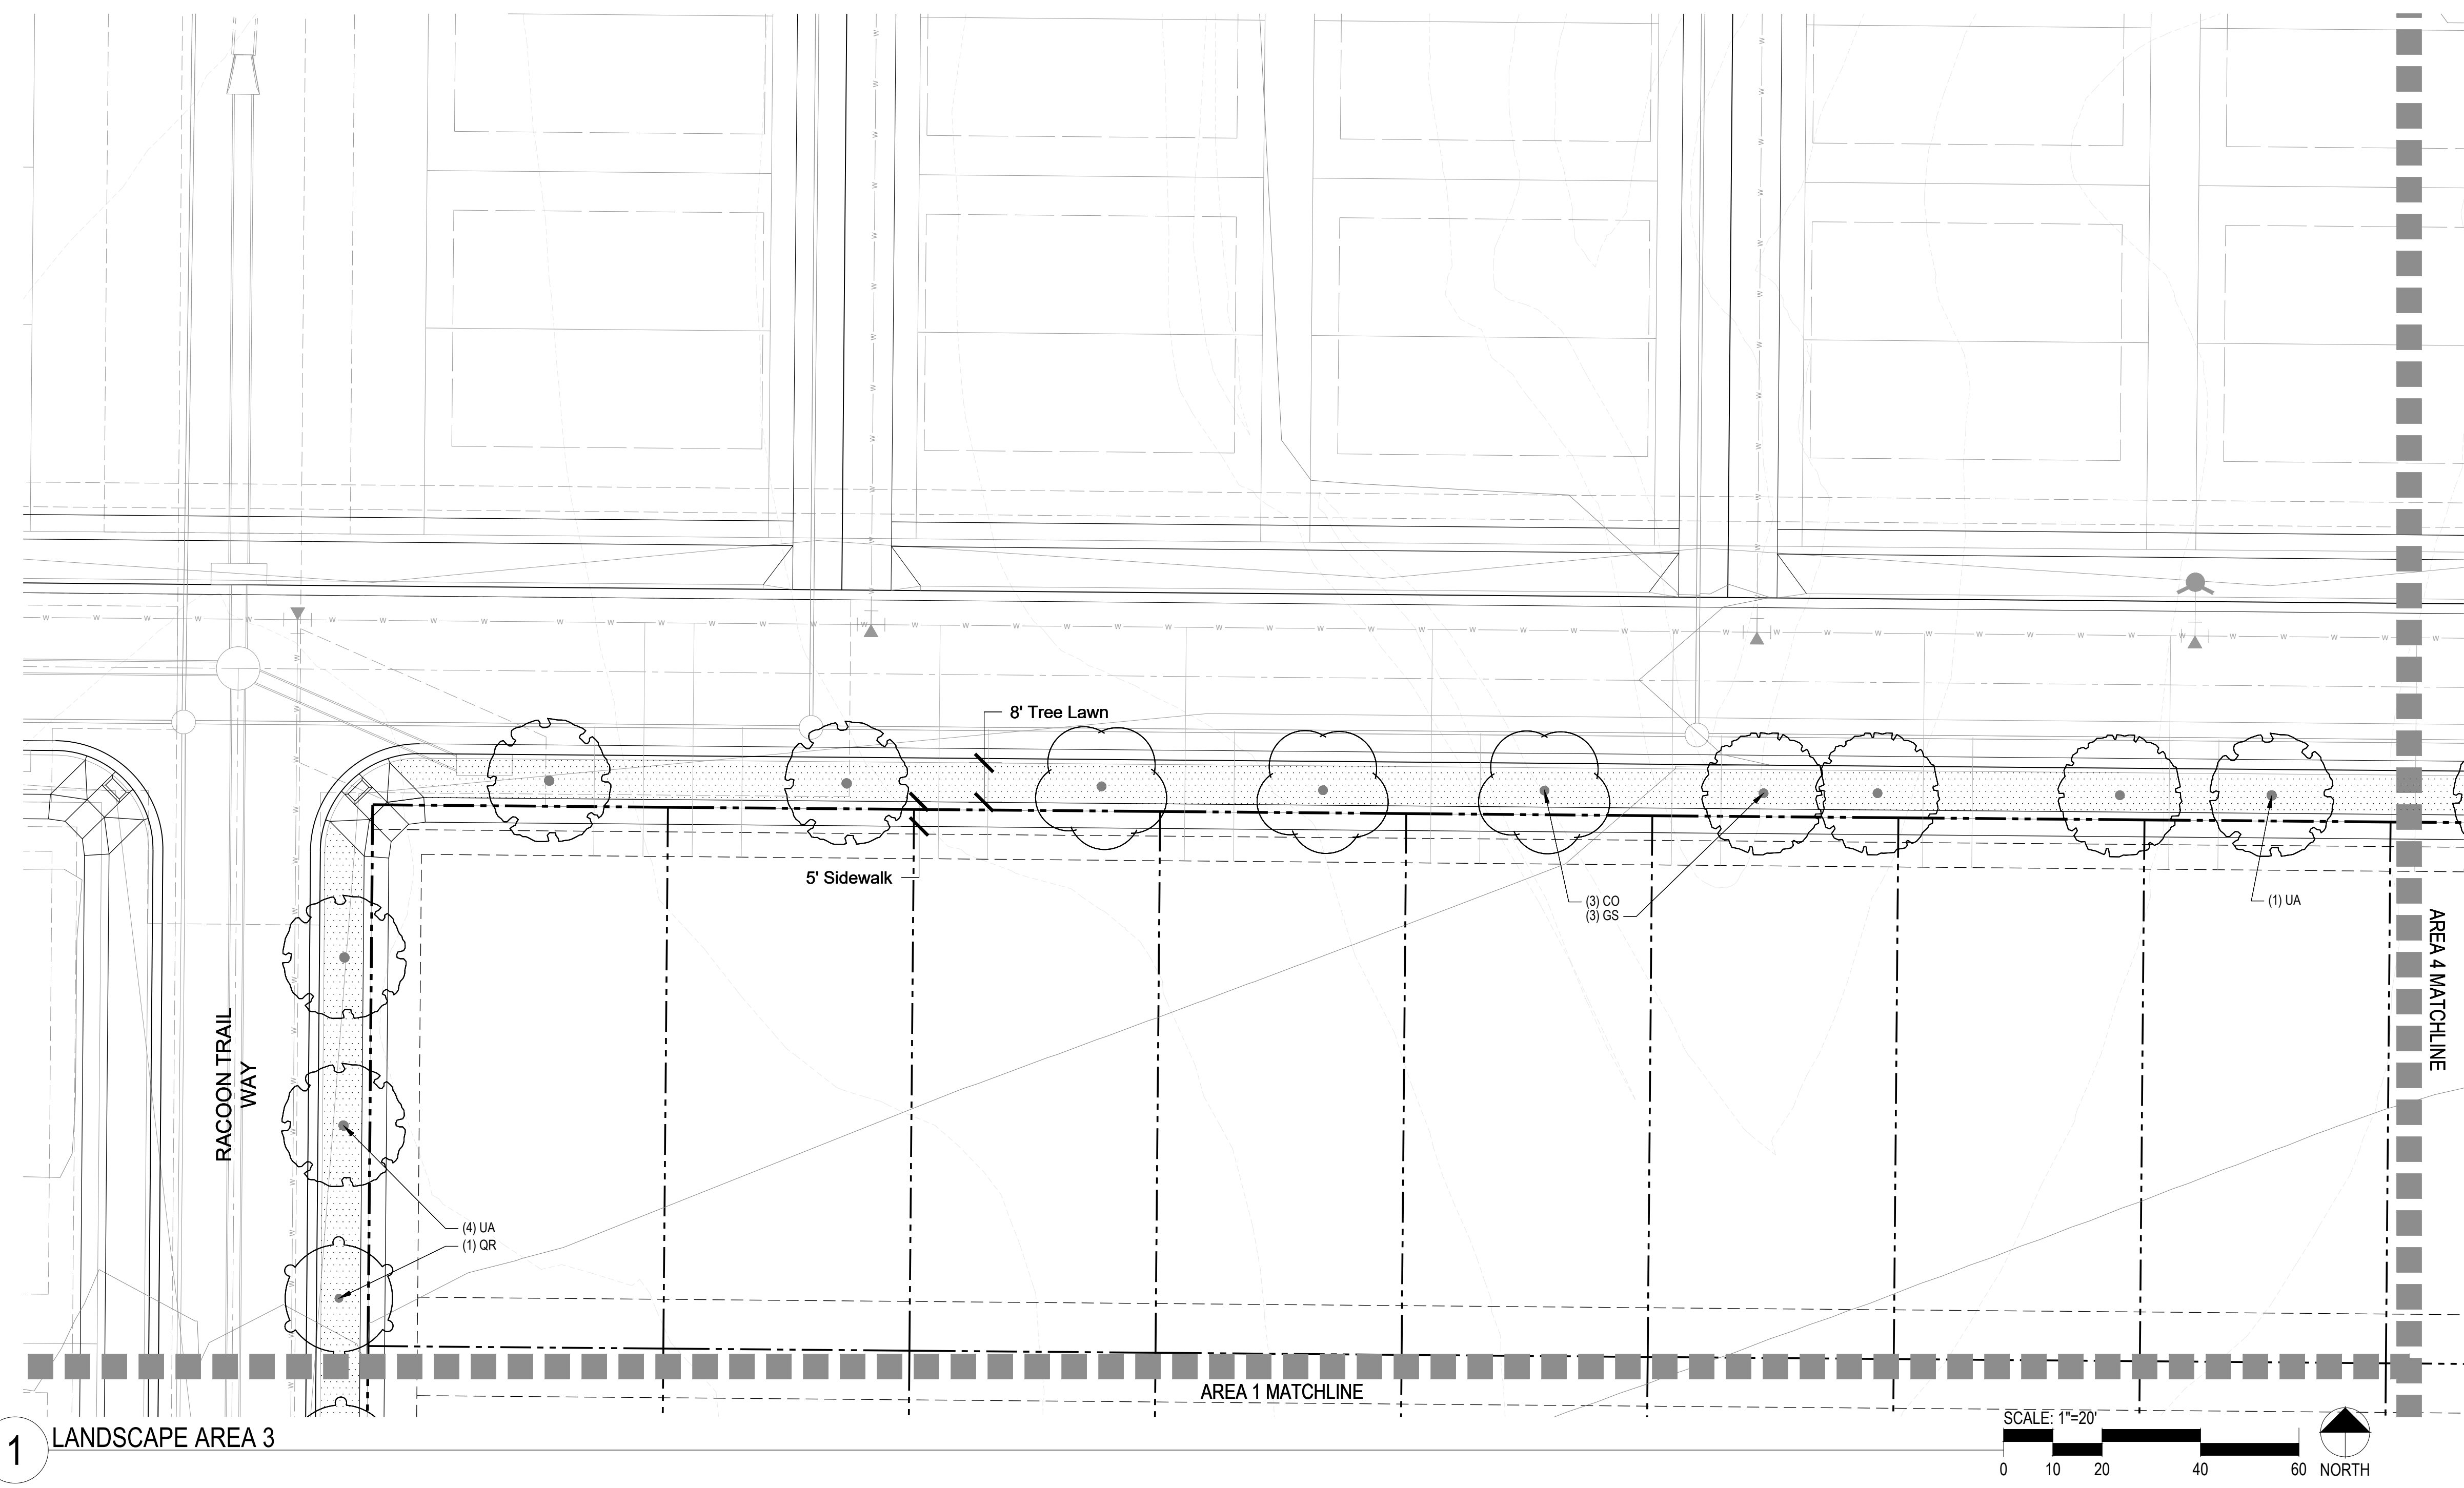 8' Tree Lawn
5' Sidewalk
(3) CO
(3) GS
(1) UA
AREA 4 MATCHLINE
RACOON TRAIL
WAY
(4) UA
(1) QR
AREA 1 MATCHLINE
1
LANDSCAPE AREA 3
SCALE: 1"=20'
0 10 20 40 60
NORTH